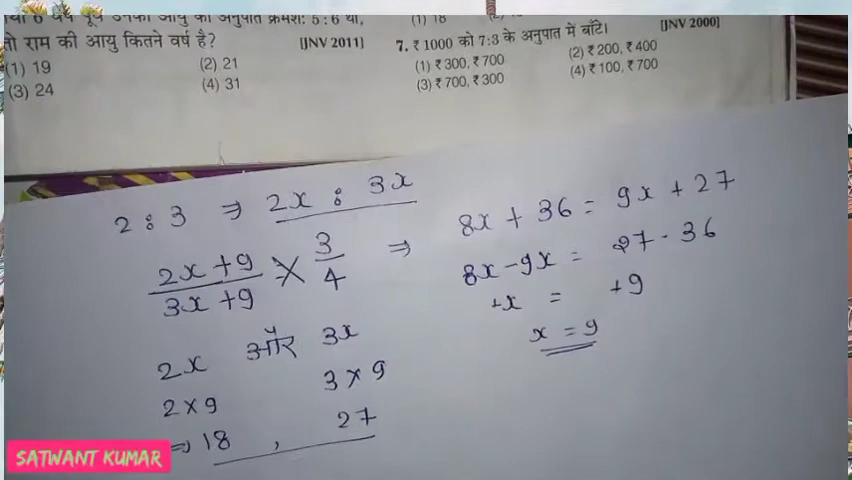 पूर्व उनकी आयु का अनुपात क्रमशः 5 : 6 था,
तो राम की आयु कितने वर्ष है? [JNV 2011]
(1) 19 (2) 21
(3) 24 (4) 31
(1) 18
7. ₹ 1000 को 7:3 के अनुपात में बाँटें। [JNV 2000]
(1) ₹ 300, ₹ 700 (2) ₹ 200, ₹ 400
(3) ₹ 700, ₹ 300 (4) ₹ 100, ₹ 700
2 : 3 ⇒ 2x : 3x
2x + 9 / 3x + 9 ╳ 3 / 4 ⇒
2x और 3x
2 × 9 3 × 9
⇒ 18 , 27
8x + 36 = 9x + 27
8x - 9x = 27 - 36
+x = +9
x = 9
SATWANT KUMAR